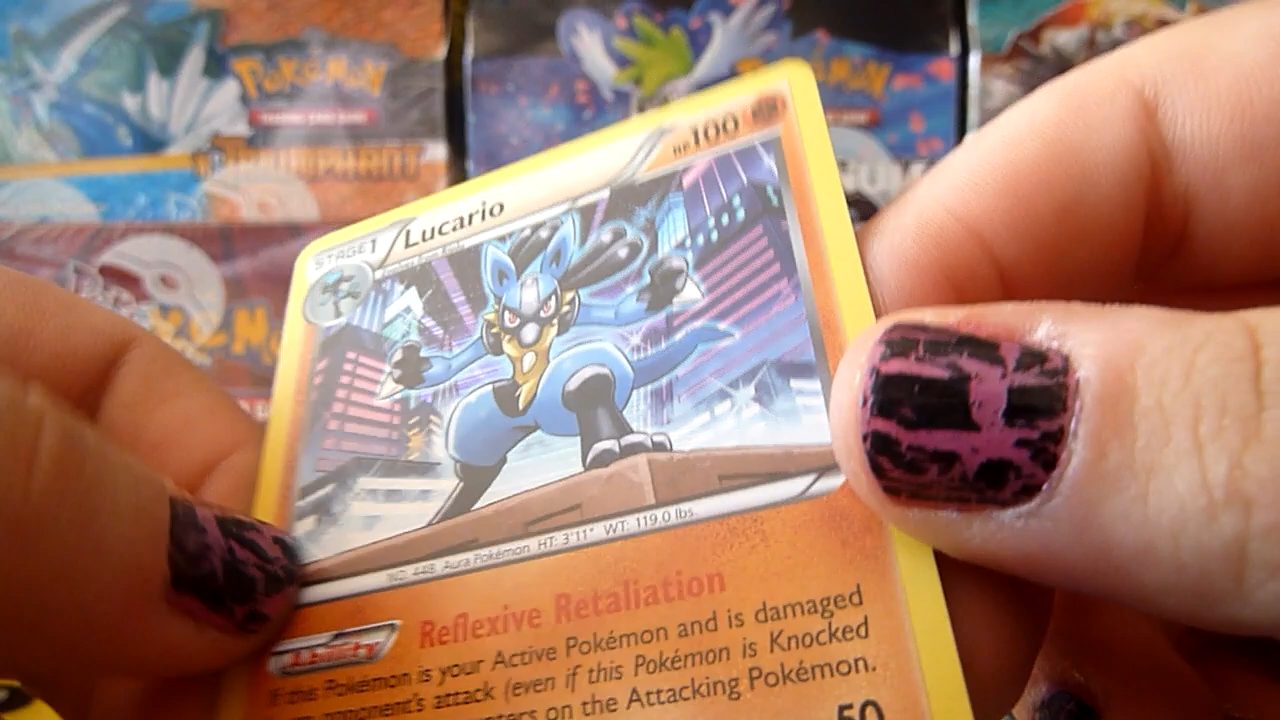 POKÉMON
POKÉMON
TRIUMPHANT
STAGE1 Lucario HP100
NO. 448 Aura Pokémon HT: 3'11" WT: 119.0 lbs.
Ability Reflexive Retaliation
If this Pokémon is your Active Pokémon and is damaged
opponent's attack (even if this Pokémon is Knocked
on the Attacking Pokémon.
50